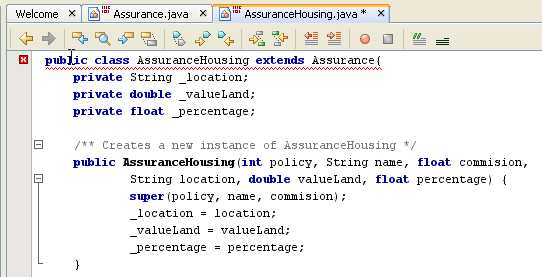 Welcome x Assurance.java x AssuranceHousing.java * x
public class AssuranceHousing extends Assurance{
private String _location;
private double _valueLand;
private float _percentage;
/** Creates a new instance of AssuranceHousing */
public AssuranceHousing(int policy, String name, float commision,
String location, double valueLand, float percentage) {
super(policy, name, commision);
_location = location;
_valueLand = valueLand;
_percentage = percentage;
}